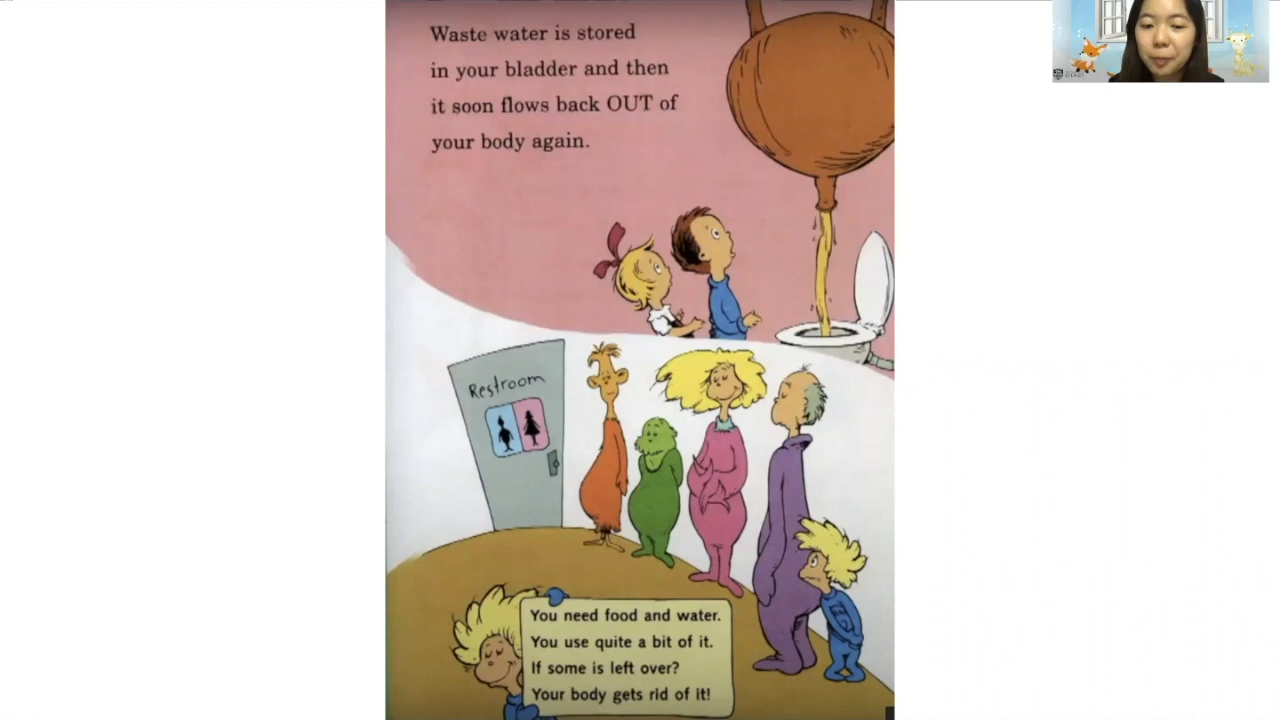 Waste water is stored
in your bladder and then
it soon flows back OUT of
your body again.
Restroom
You need food and water.
You use quite a bit of it.
If some is left over?
Your body gets rid of it!